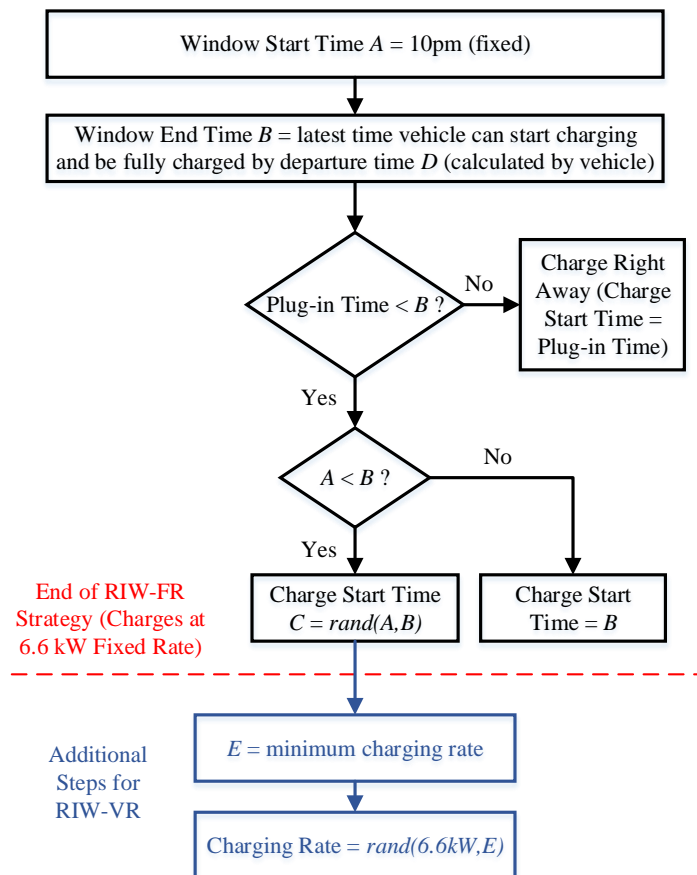 Window Start Time A = 10pm (fixed)
Window End Time B = latest time vehicle can start charging
and be fully charged by departure time D (calculated by vehicle)
Plug-in Time < B ?
No
Charge Right
Away (Charge
Start Time =
Plug-in Time)
Yes
A < B ?
No
Yes
End of RIW-FR
Strategy (Charges at
6.6 kW Fixed Rate)
Charge Start Time
C = rand(A,B)
Charge Start
Time = B
Additional
Steps for
RIW-VR
E = minimum charging rate
Charging Rate = rand(6.6kW,E)